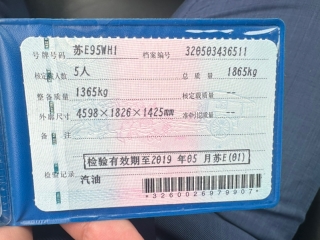 号牌号码 苏E95WH1 档案编号 320503436511
核定载人数 5人 总质量 1865kg
整备质量 1365kg 核定载质量 --
外廓尺寸 4598×1826×1425mm 准牵引总质量 --
检验有效期至2019年05月苏E(01)
检验记录 汽油
*3260026979907*